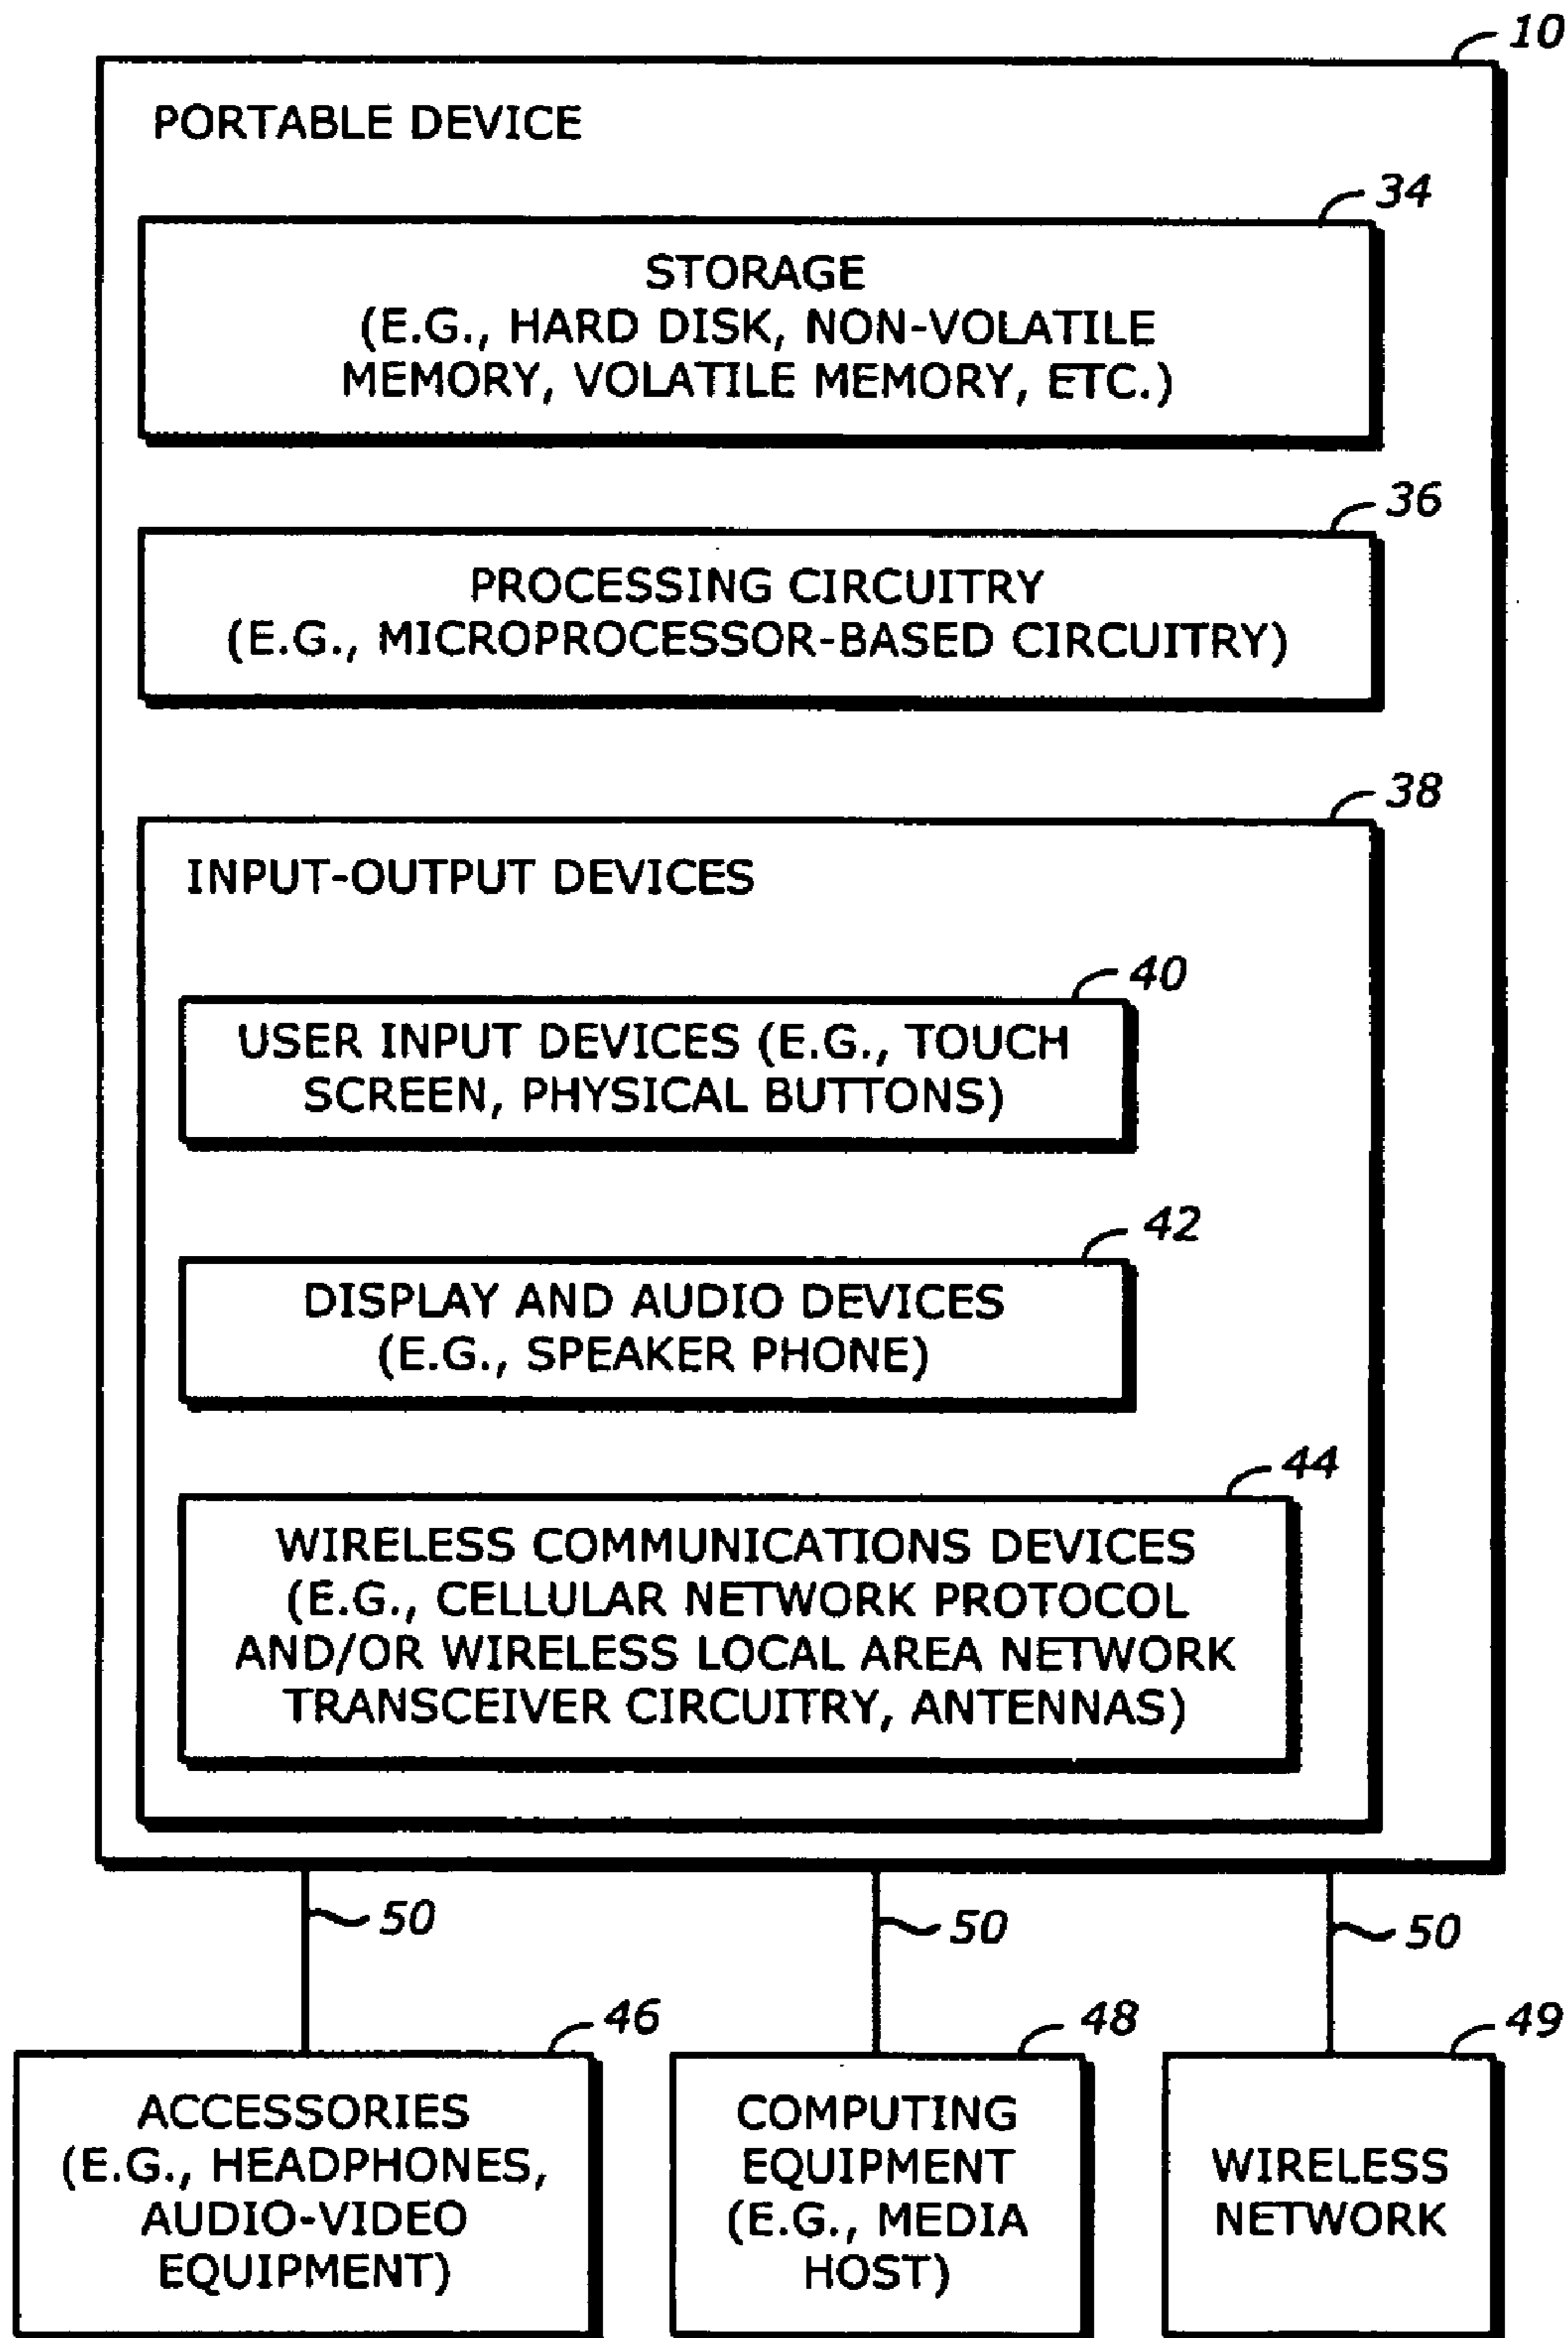 10
PORTABLE DEVICE
34
STORAGE
(E.G., HARD DISK, NON-VOLATILE
MEMORY, VOLATILE MEMORY, ETC.)
36
PROCESSING CIRCUITRY
(E.G., MICROPROCESSOR-BASED CIRCUITRY)
38
INPUT-OUTPUT DEVICES
40
USER INPUT DEVICES (E.G., TOUCH
SCREEN, PHYSICAL BUTTONS)
42
DISPLAY AND AUDIO DEVICES
(E.G., SPEAKER PHONE)
44
WIRELESS COMMUNICATIONS DEVICES
(E.G., CELLULAR NETWORK PROTOCOL
AND/OR WIRELESS LOCAL AREA NETWORK
TRANSCEIVER CIRCUITRY, ANTENNAS)
50
50
50
46
ACCESSORIES
(E.G., HEADPHONES,
AUDIO-VIDEO
EQUIPMENT)
48
COMPUTING
EQUIPMENT
(E.G., MEDIA
HOST)
49
WIRELESS
NETWORK